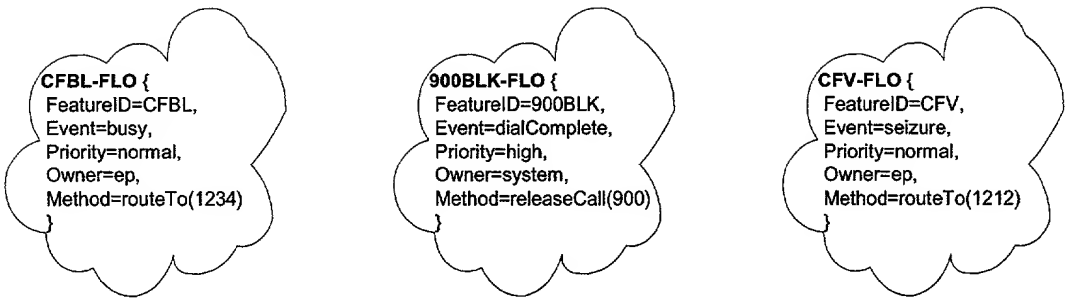 CFBL-FLO {
FeatureID=CFBL,
Event=busy,
Priority=normal,
Owner=ep,
Method=routeTo(1234)
}
900BLK-FLO {
FeatureID=900BLK,
Event=dialComplete,
Priority=high,
Owner=system,
Method=releaseCall(900)
}
CFV-FLO {
FeatureID=CFV,
Event=seizure,
Priority=normal,
Owner=ep,
Method=routeTo(1212)
}